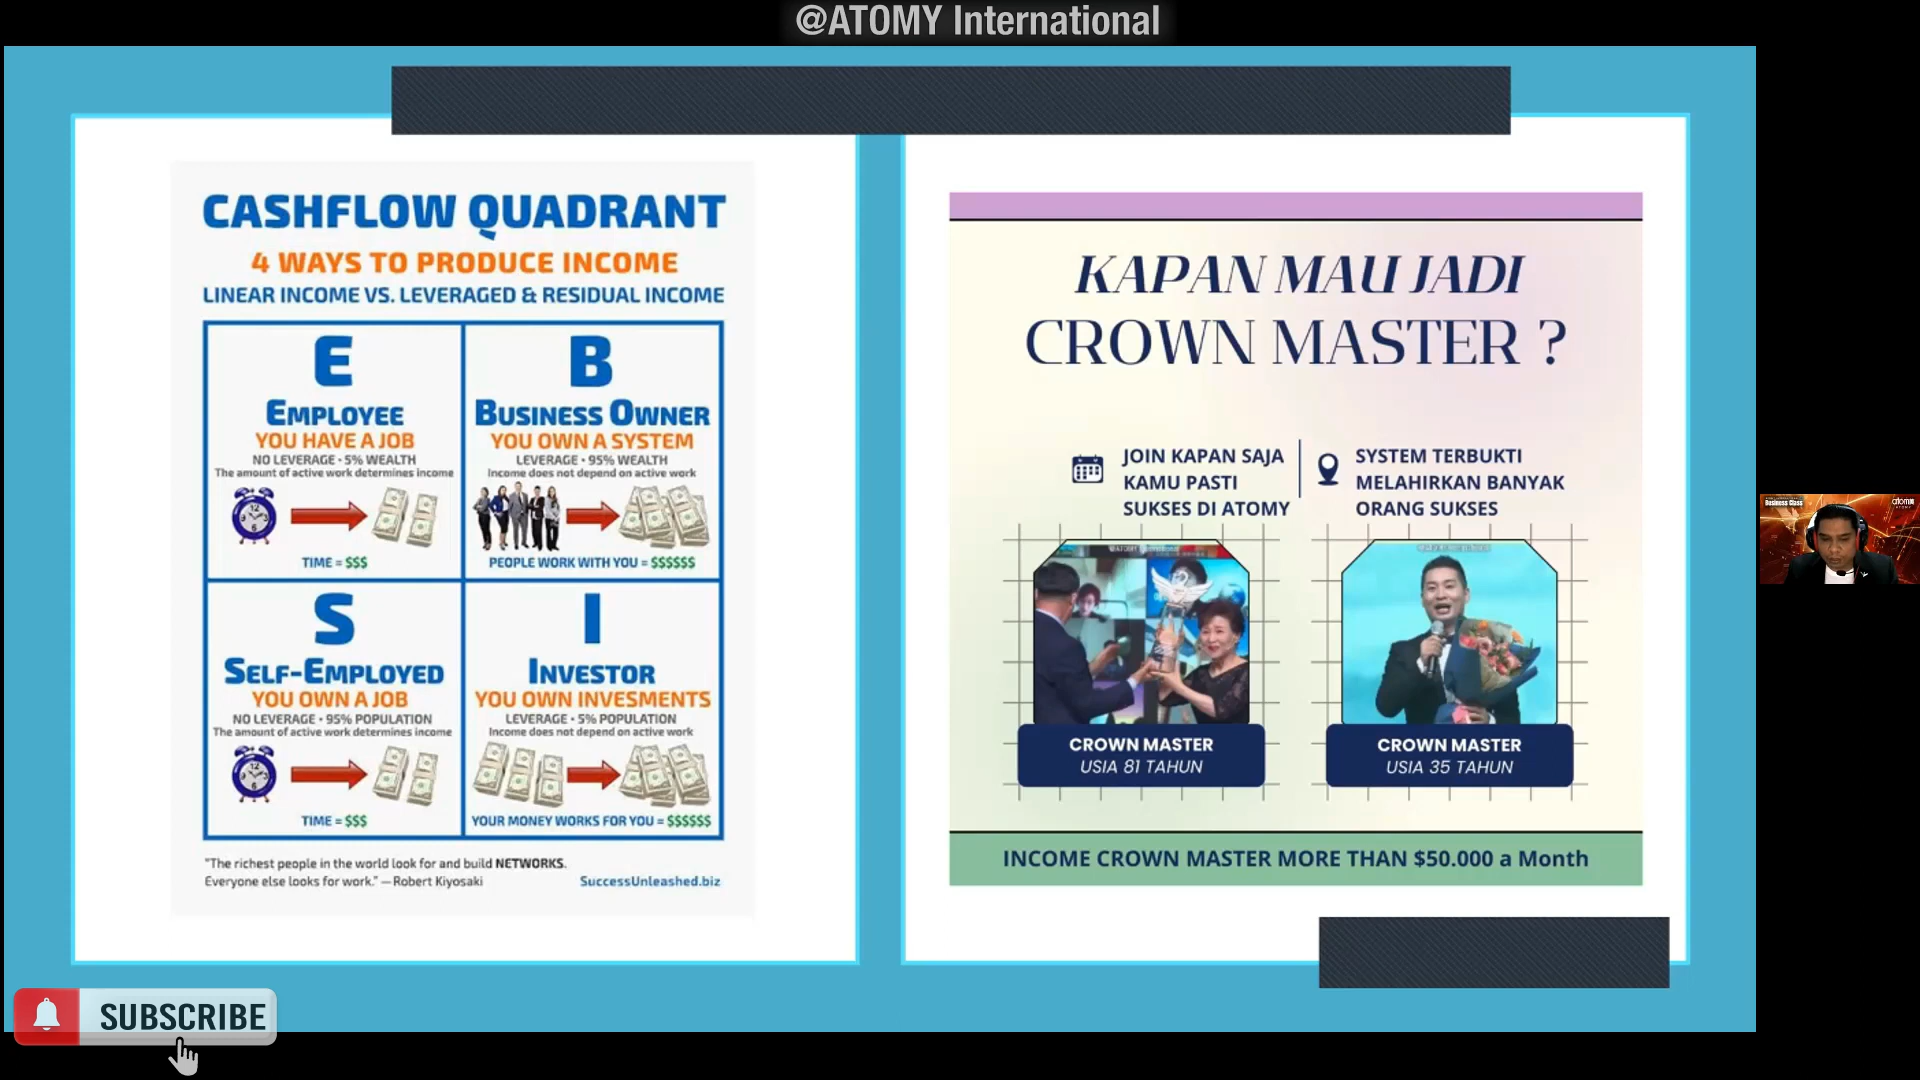 @ATOMY International
CASHFLOW QUADRANT
4 WAYS TO PRODUCE INCOME
LINEAR INCOME VS. LEVERAGED & RESIDUAL INCOME
E
EMPLOYEE
YOU HAVE A JOB
NO LEVERAGE • 5% WEALTH
The amount of active work determines income
TIME = $$$
B
BUSINESS OWNER
YOU OWN A SYSTEM
LEVERAGE • 95% WEALTH
Income does not depend on active work
PEOPLE WORK WITH YOU = $$$$$$
S
SELF-EMPLOYED
YOU OWN A JOB
NO LEVERAGE • 95% POPULATION
The amount of active work determines income
TIME = $$$
I
INVESTOR
YOU OWN INVESMENTS
LEVERAGE • 5% POPULATION
Income does not depend on active work
YOUR MONEY WORKS FOR YOU = $$$$$$
"The richest people in the world look for and build NETWORKS.
Everyone else looks for work." — Robert Kiyosaki
SuccessUnleashed.biz
KAPAN MAU JADI
CROWN MASTER ?
JOIN KAPAN SAJA
KAMU PASTI
SUKSES DI ATOMY
SYSTEM TERBUKTI
MELAHIRKAN BANYAK
ORANG SUKSES
CROWN MASTER
USIA 81 TAHUN
CROWN MASTER
USIA 35 TAHUN
INCOME CROWN MASTER MORE THAN $50.000 a Month
Business Class
atomy
SUBSCRIBE